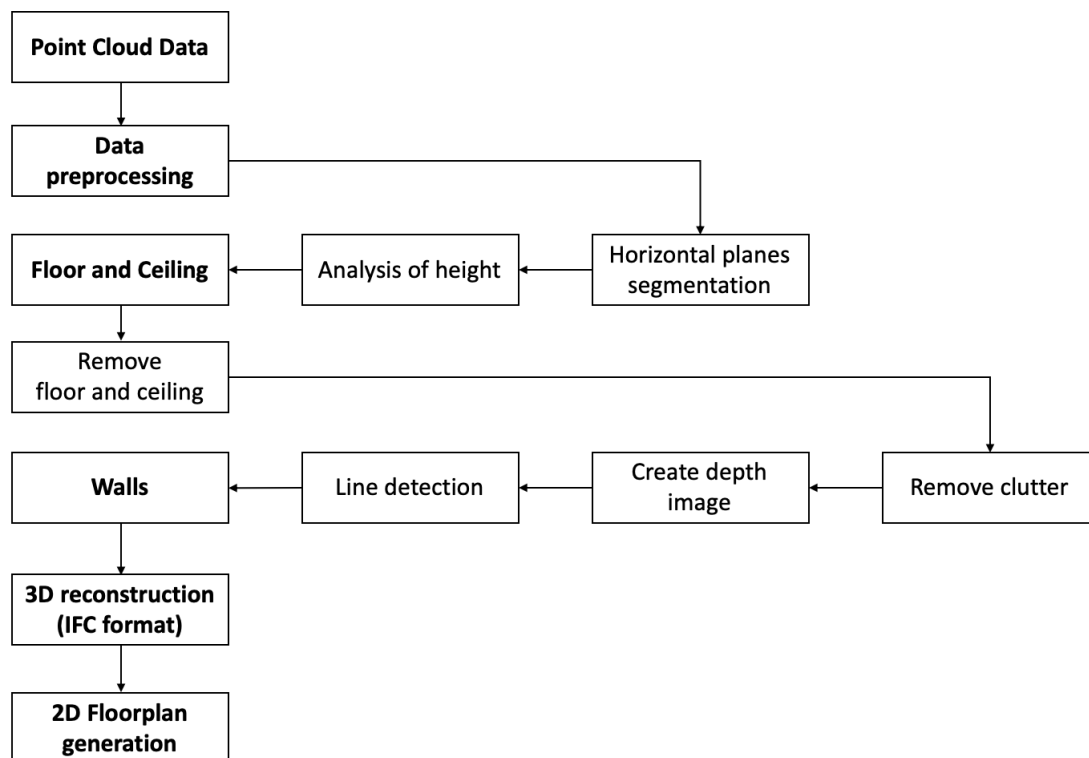 Point Cloud Data
Data
preprocessing
Horizontal planes
segmentation
Analysis of height
Floor and Ceiling
Remove
floor and ceiling
Remove clutter
Create depth
image
Line detection
Walls
3D reconstruction
(IFC format)
2D Floorplan
generation